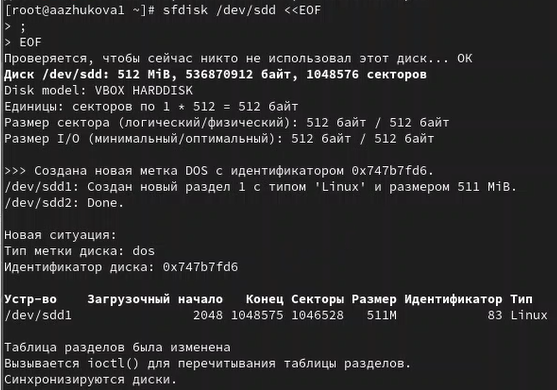 [root@aazhukova1 ~]# sfdisk /dev/sdd <<EOF
> ;
> EOF
Проверяется, чтобы сейчас никто не использовал этот диск... ОК
Диск /dev/sdd: 512 MiB, 536870912 байт, 1048576 секторов
Disk model: VBOX HARDDISK
Единицы: секторов по 1 * 512 = 512 байт
Размер сектора (логический/физический): 512 байт / 512 байт
Размер I/O (минимальный/оптимальный): 512 байт / 512 байт
>>> Создана новая метка DOS с идентификатором 0x747b7fd6.
/dev/sdd1: Создан новый раздел 1 с типом 'Linux' и размером 511 MiB.
/dev/sdd2: Done.
Новая ситуация:
Тип метки диска: dos
Идентификатор диска: 0x747b7fd6
Устр-во Загрузочный начало Конец Секторы Размер Идентификатор Тип
/dev/sdd1 2048 1048575 1046528 511M 83 Linux
Таблица разделов была изменена
Вызывается ioctl() для перечитывания таблицы разделов.
Синхронизируются диски.